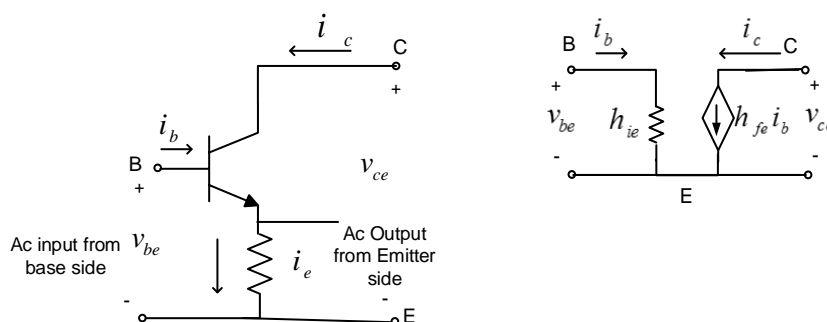 i c
C
+
i b
B
+
v ce
Ac input from
base side
v be
i e
Ac Output
from Emitter
side
-
-
E
i b
i c
B
C
+
+
v be
h ie
h fe i b
v ce
-
-
E